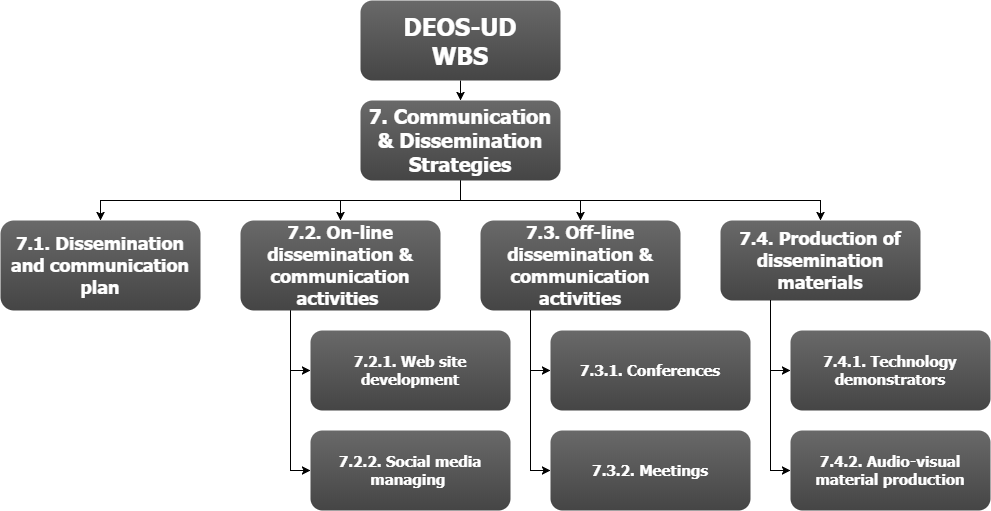 DEOS-UD
WBS
7. Communication
& Dissemination
Strategies
7.1. Dissemination
and communication
plan
7.2. On-line
dissemination &
communication
activities
7.3. Off-line
dissemination &
communication
activities
7.4. Production of
dissemination
materials
7.2.1. Web site
development
7.3.1. Conferences
7.4.1. Technology
demonstrators
7.2.2. Social media
managing
7.3.2. Meetings
7.4.2. Audio-visual
material production